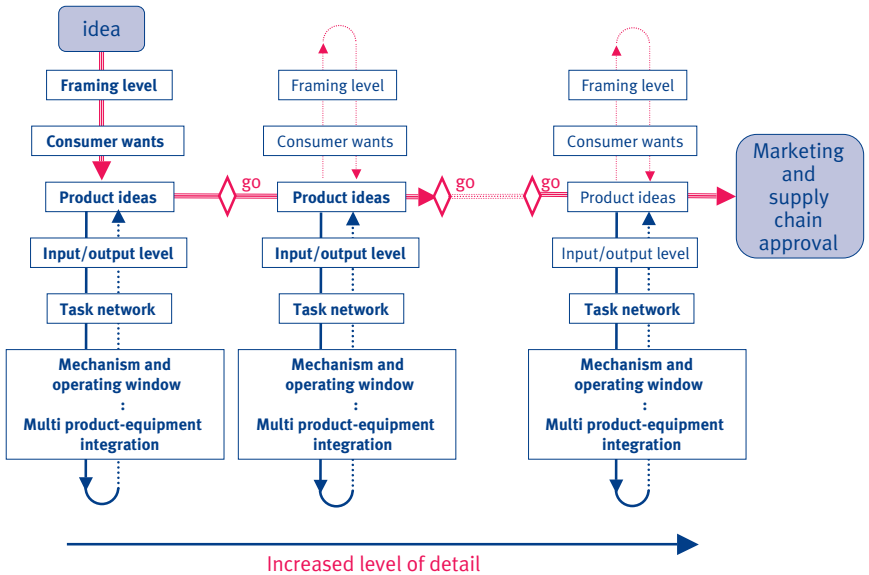 idea
Framing level
Consumer wants
Product ideas
Input/output level
Task network
Mechanism and
operating window
:
Multi product-equipment
integration
go
Framing level
Consumer wants
Product ideas
Input/output level
Task network
Mechanism and
operating window
:
Multi product-equipment
integration
go
go
Framing level
Consumer wants
Product ideas
Input/output level
Task network
Mechanism and
operating window
:
Multi product-equipment
integration
Marketing
and
supply
chain
approval
Increased level of detail